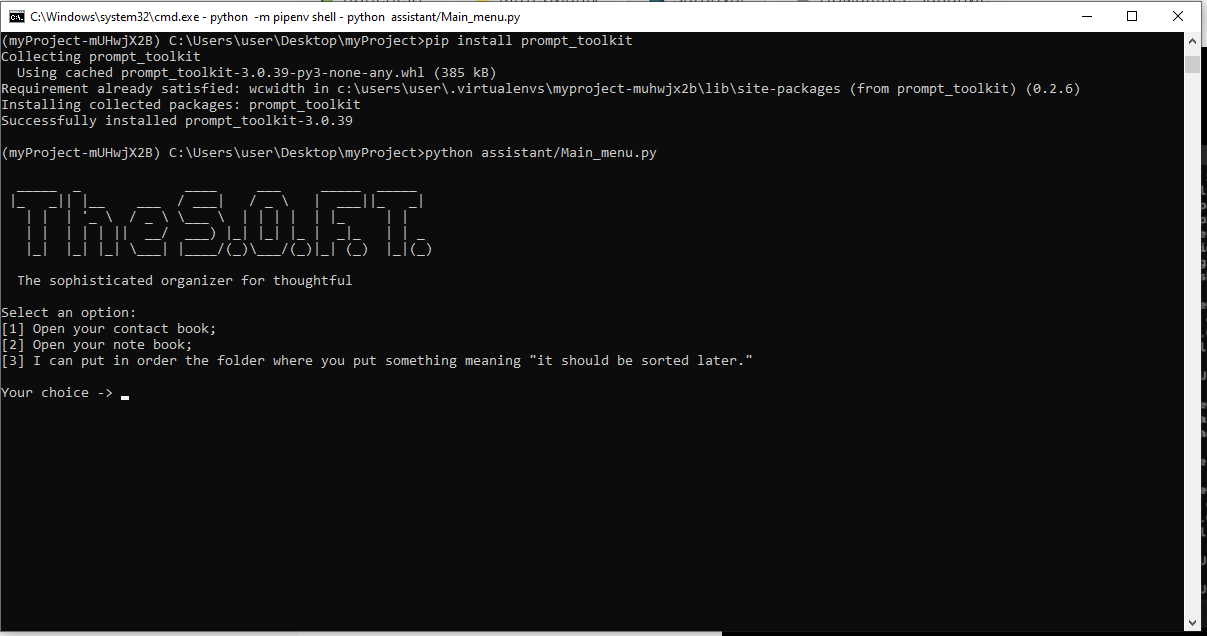 C:\Windows\system32\cmd.exe - python -m pipenv shell - python assistant/Main_menu.py
(myProject-mUHwjX2B) C:\Users\user\Desktop\myProject>pip install prompt_toolkit
Collecting prompt_toolkit
Using cached prompt_toolkit-3.0.39-py3-none-any.whl (385 kB)
Requirement already satisfied: wcwidth in c:\users\user\.virtualenvs\myproject-muhwjx2b\lib\site-packages (from prompt_toolkit) (0.2.6)
Installing collected packages: prompt_toolkit
Successfully installed prompt_toolkit-3.0.39
(myProject-mUHwjX2B) C:\Users\user\Desktop\myProject>python assistant/Main_menu.py
The S.O.F.T.
The sophisticated organizer for thoughtful
Select an option:
[1] Open your contact book;
[2] Open your note book;
[3] I can put in order the folder where you put something meaning "it should be sorted later."
Your choice ->